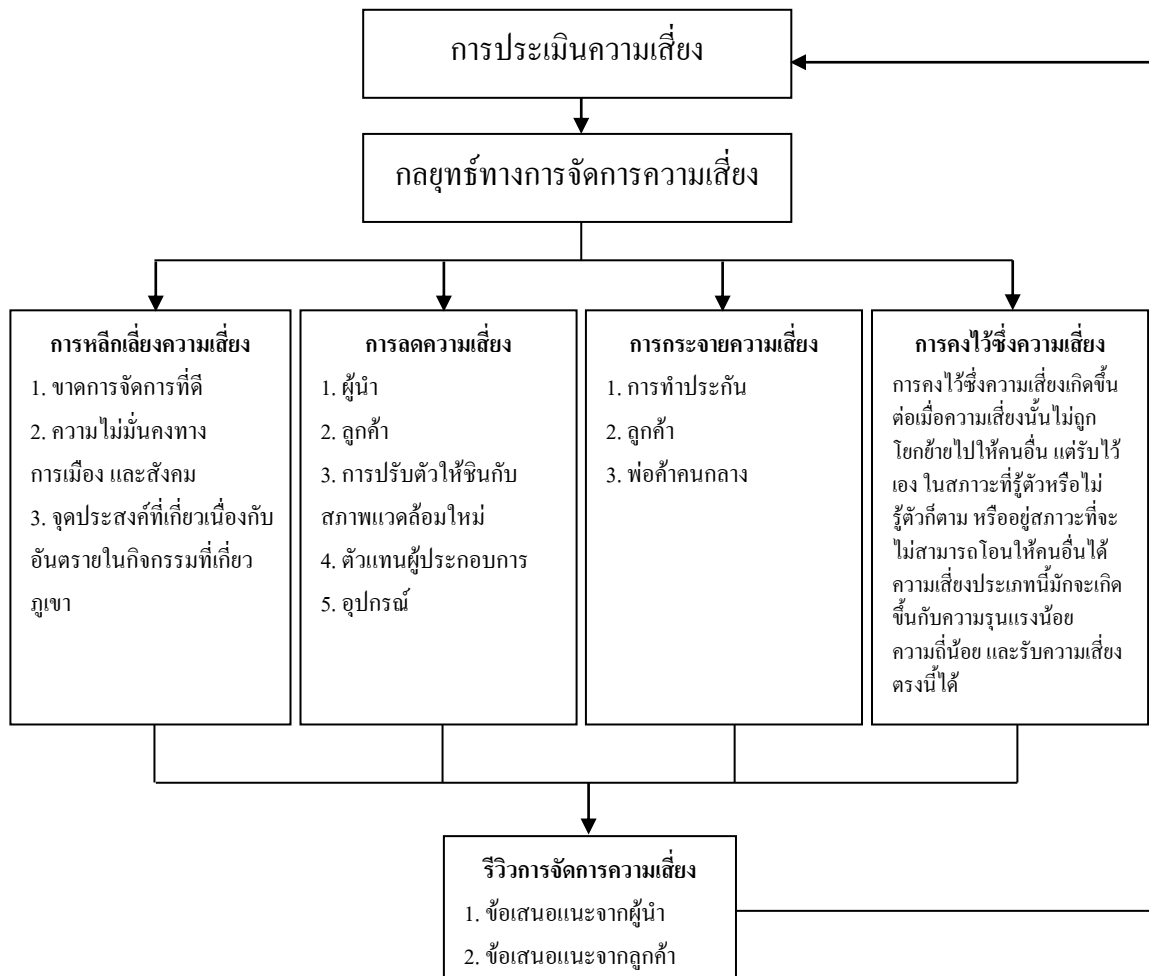 การประเมินความเสี่ยง
กลยุทธ์ทางการจัดการความเสี่ยง
การหลีกเลี่ยงความเสี่ยง
1. ขาดการจัดการที่ดี
2. ความไม่มั่นคงทาง
การเมือง และสังคม
3. จุดประสงค์ที่เกี่ยวเนื่องกับ
อันตรายในกิจกรรมที่เกี่ยว
ภูเขา
การลดความเสี่ยง
1. ผู้นำ
2. ลูกค้า
3. การปรับตัวให้ชินกับ
สภาพแวดล้อมใหม่
4. ตัวแทนผู้ประกอบการ
5. อุปกรณ์
การกระจายความเสี่ยง
1. การทำประกัน
2. ลูกค้า
3. พ่อค้าคนกลาง
การคงไว้ซึ่งความเสี่ยง
การคงไว้ซึ่งความเสี่ยงเกิดขึ้น
ต่อเมื่อความเสี่ยงนั้นไม่ถูก
โยกย้ายไปให้คนอื่น แต่รับไว้
เอง ในสภาวะที่รู้ตัวหรือไม่
รู้ตัวก็ตาม หรืออยู่สภาวะที่จะ
ไม่สามารถโอนให้คนอื่นได้
ความเสี่ยงประเภทนี้มักจะเกิด
ขึ้นกับความรุนแรงน้อย
ความถี่น้อย และรับความเสี่ยง
ตรงนี้ได้
รีวิวการจัดการความเสี่ยง
1. ข้อเสนอแนะจากผู้นำ
2. ข้อเสนอแนะจากลูกค้า